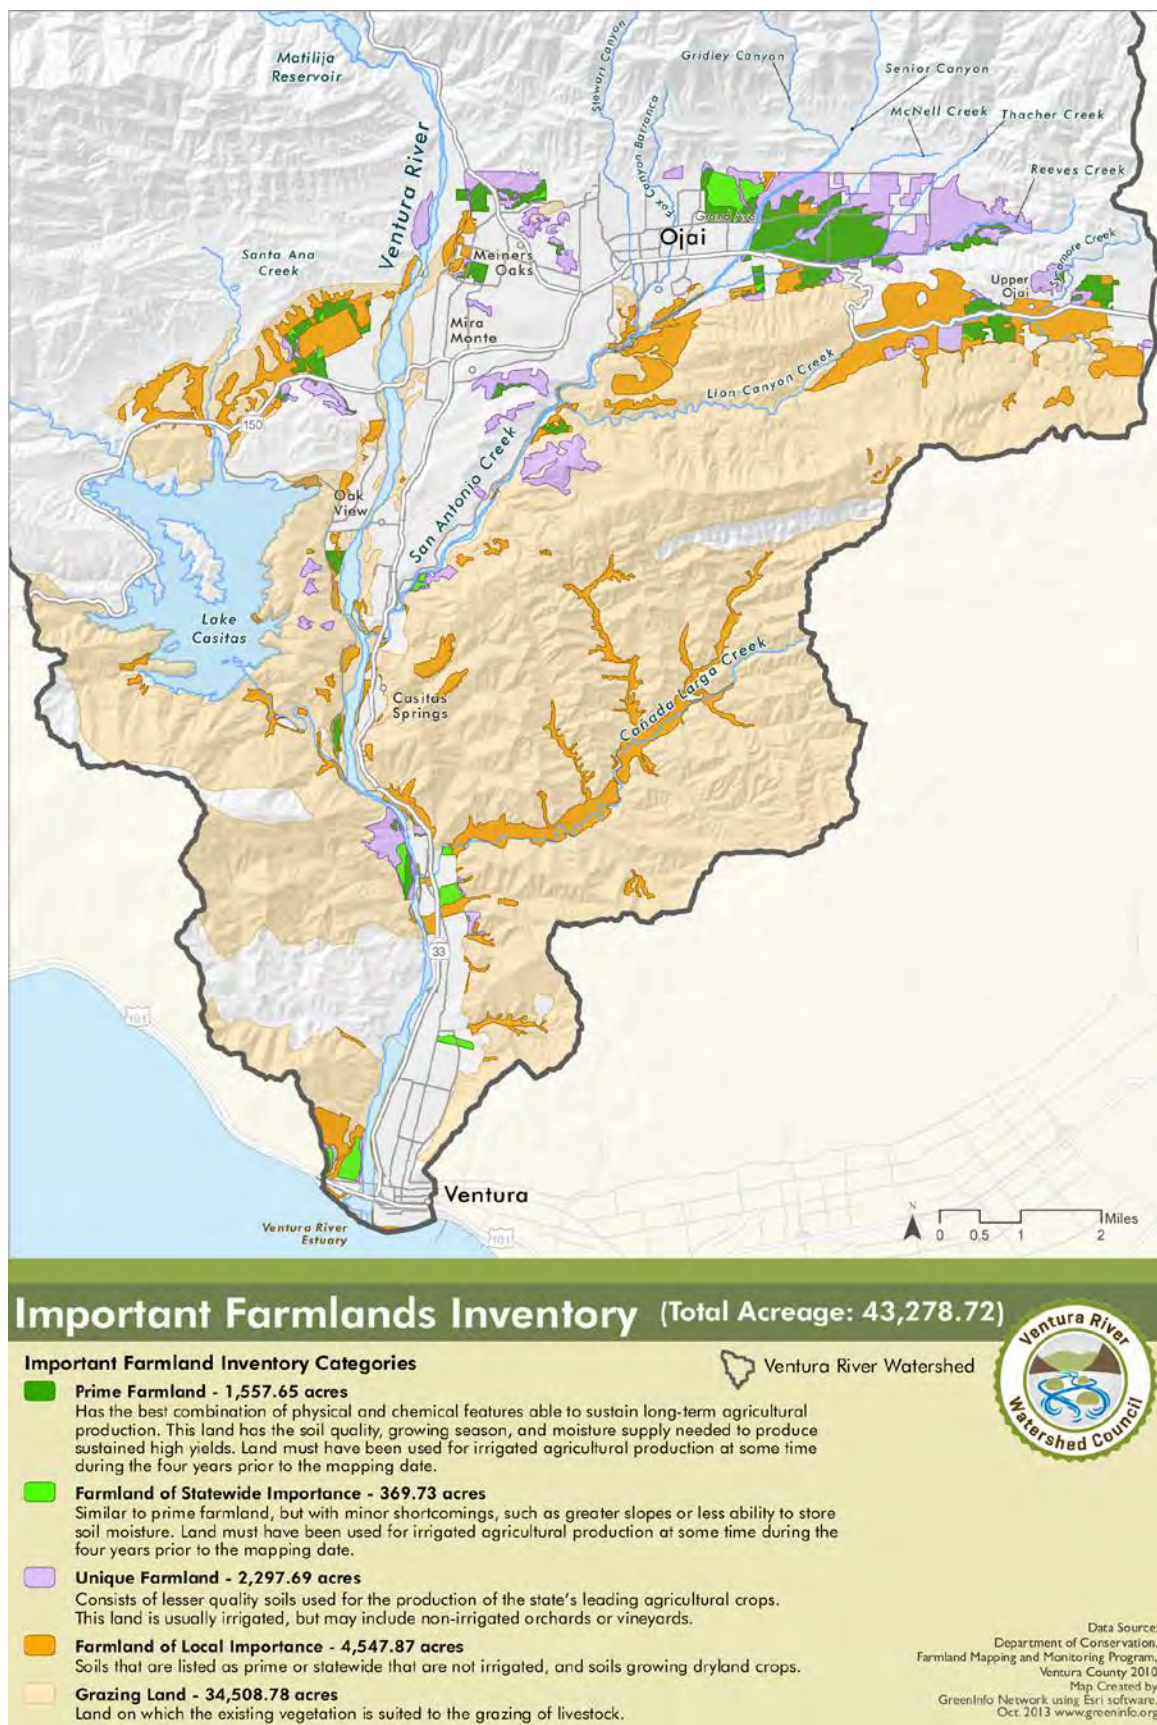 Matilija
Reservoir
Stewart Canyon
Gridley Canyon
Senior Canyon
McNell Creek
Thacher Creek
Reeves Creek
Fox Canyon Barranca
Ventura River
Grand Ave
Ojai
Santa Ana
Creek
Meiners
Oaks
Sycamore Creek
Upper
Ojai
Mira
Monte
Lion Canyon Creek
150
San Antonio Creek
Oak
View
Lake
Casitas
Cañada Larga Creek
Casitas
Springs
33
101
Ventura
Ventura River
Estuary
101
N
0 0.5 1 2
Miles
Important Farmlands Inventory (Total Acreage: 43,278.72)
Important Farmland Inventory Categories
Ventura River Watershed
Ventura River
Watershed Council
Prime Farmland - 1,557.65 acres
Has the best combination of physical and chemical features able to sustain long-term agricultural
production. This land has the soil quality, growing season, and moisture supply needed to produce
sustained high yields. Land must have been used for irrigated agricultural production at some time
during the four years prior to the mapping date.
Farmland of Statewide Importance - 369.73 acres
Similar to prime farmland, but with minor shortcomings, such as greater slopes or less ability to store
soil moisture. Land must have been used for irrigated agricultural production at some time during the
four years prior to the mapping date.
Unique Farmland - 2,297.69 acres
Consists of lesser quality soils used for the production of the state's leading agricultural crops.
This land is usually irrigated, but may include non-irrigated orchards or vineyards.
Farmland of Local Importance - 4,547.87 acres
Soils that are listed as prime or statewide that are not irrigated, and soils growing dryland crops.
Grazing Land - 34,508.78 acres
Land on which the existing vegetation is suited to the grazing of livestock.
Data Source:
Department of Conservation,
Farmland Mapping and Monitoring Program,
Ventura County 2010
Map Created by
GreenInfo Network using Esri software,
Oct. 2013 www.greeninfo.org